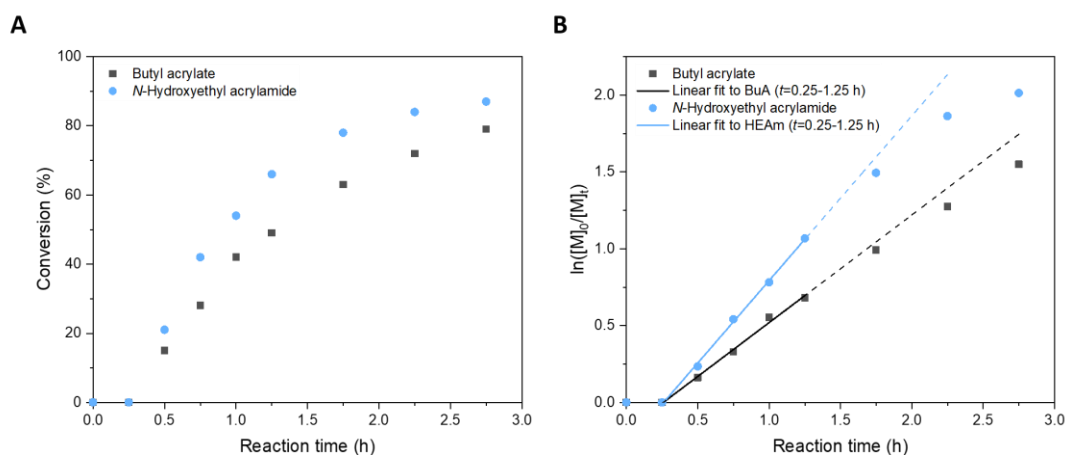 A
100
80
60
40
20
0
Conversion (%)
Butyl acrylate
N-Hydroxyethyl acrylamide
0.0 0.5 1.0 1.5 2.0 2.5 3.0
Reaction time (h)
B
2.0
1.5
1.0
0.5
0.0
ln([M]0/[M]t)
Butyl acrylate
Linear fit to BuA (t=0.25-1.25 h)
N-Hydroxyethyl acrylamide
Linear fit to HEAm (t=0.25-1.25 h)
0.0 0.5 1.0 1.5 2.0 2.5 3.0
Reaction time (h)